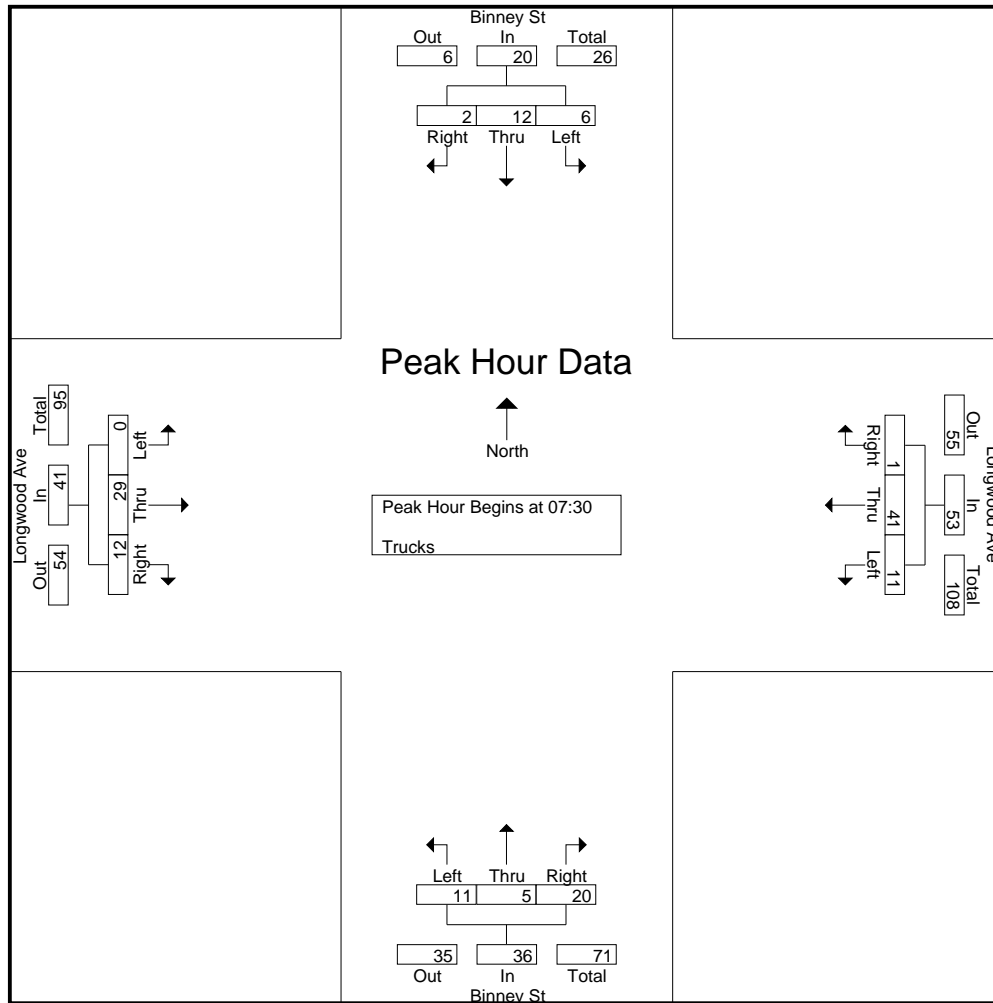 Binney St
Out In Total
6 20 26
2 12 6
Right Thru Left
Peak Hour Data
North
Peak Hour Begins at 07:30
Trucks
Longwood Ave
Total In Out
95 41 54
0 29 12
Left Thru Right
Longwood Ave
Out In Total
55 53 108
1 41 11
Right Thru Left
Left Thru Right
11 5 20
35 36 71
Out In Total
Binney St